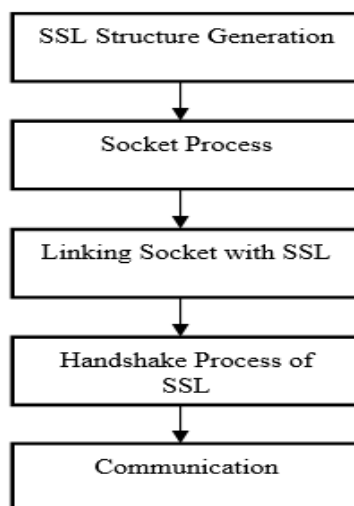 SSL Structure Generation
Socket Process
Linking Socket with SSL
Handshake Process of
SSL
Communication